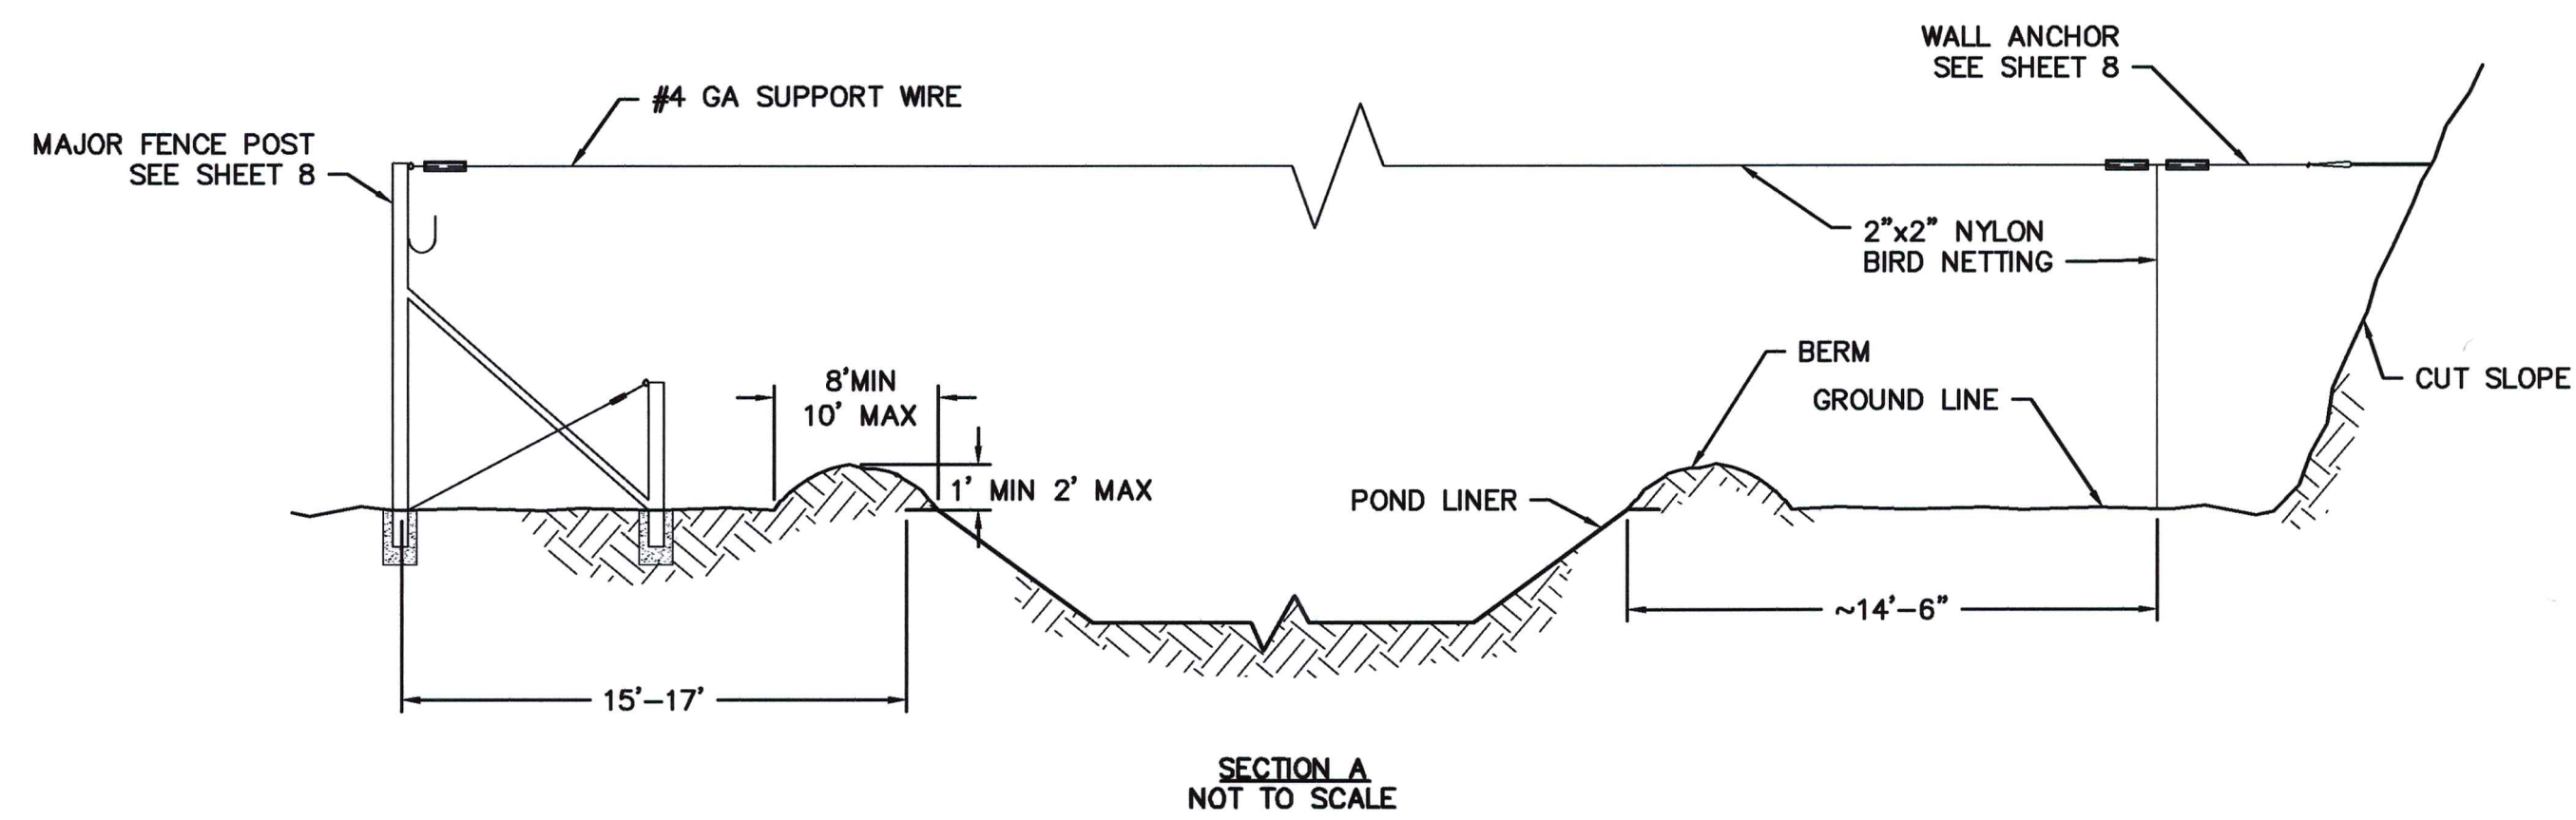 WALL ANCHOR
SEE SHEET 8
#4 GA SUPPORT WIRE
MAJOR FENCE POST
SEE SHEET 8
2"x2" NYLON
BIRD NETTING
BERM
8'MIN
10' MAX
CUT SLOPE
GROUND LINE
1' MIN 2' MAX
POND LINER
~14'-6"
15'-17'
SECTION A
NOT TO SCALE